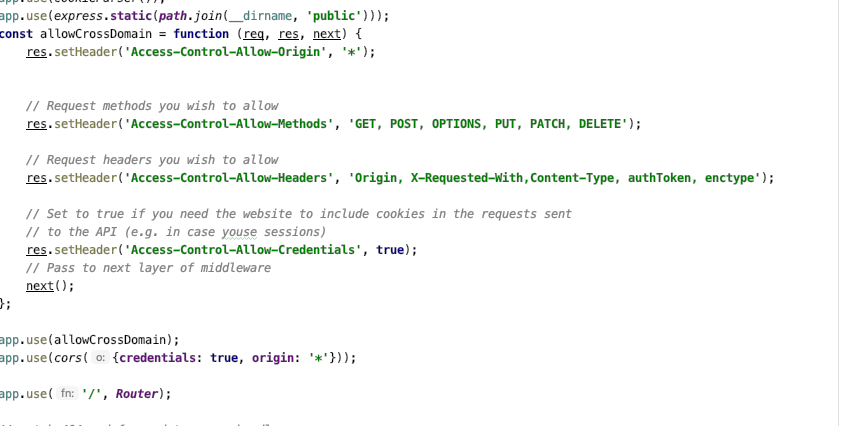 app.use(cookieParser());
app.use(express.static(path.join(__dirname, 'public')));
const allowCrossDomain = function (req, res, next) {
res.setHeader('Access-Control-Allow-Origin', '*');
// Request methods you wish to allow
res.setHeader('Access-Control-Allow-Methods', 'GET, POST, OPTIONS, PUT, PATCH, DELETE');
// Request headers you wish to allow
res.setHeader('Access-Control-Allow-Headers', 'Origin, X-Requested-With,Content-Type, authToken, enctype');
// Set to true if you need the website to include cookies in the requests sent
// to the API (e.g. in case youse sessions)
res.setHeader('Access-Control-Allow-Credentials', true);
// Pass to next layer of middleware
next();
};
app.use(allowCrossDomain);
app.use(cors( o: {credentials: true, origin: '*'}));
app.use( fn: '/', Router);